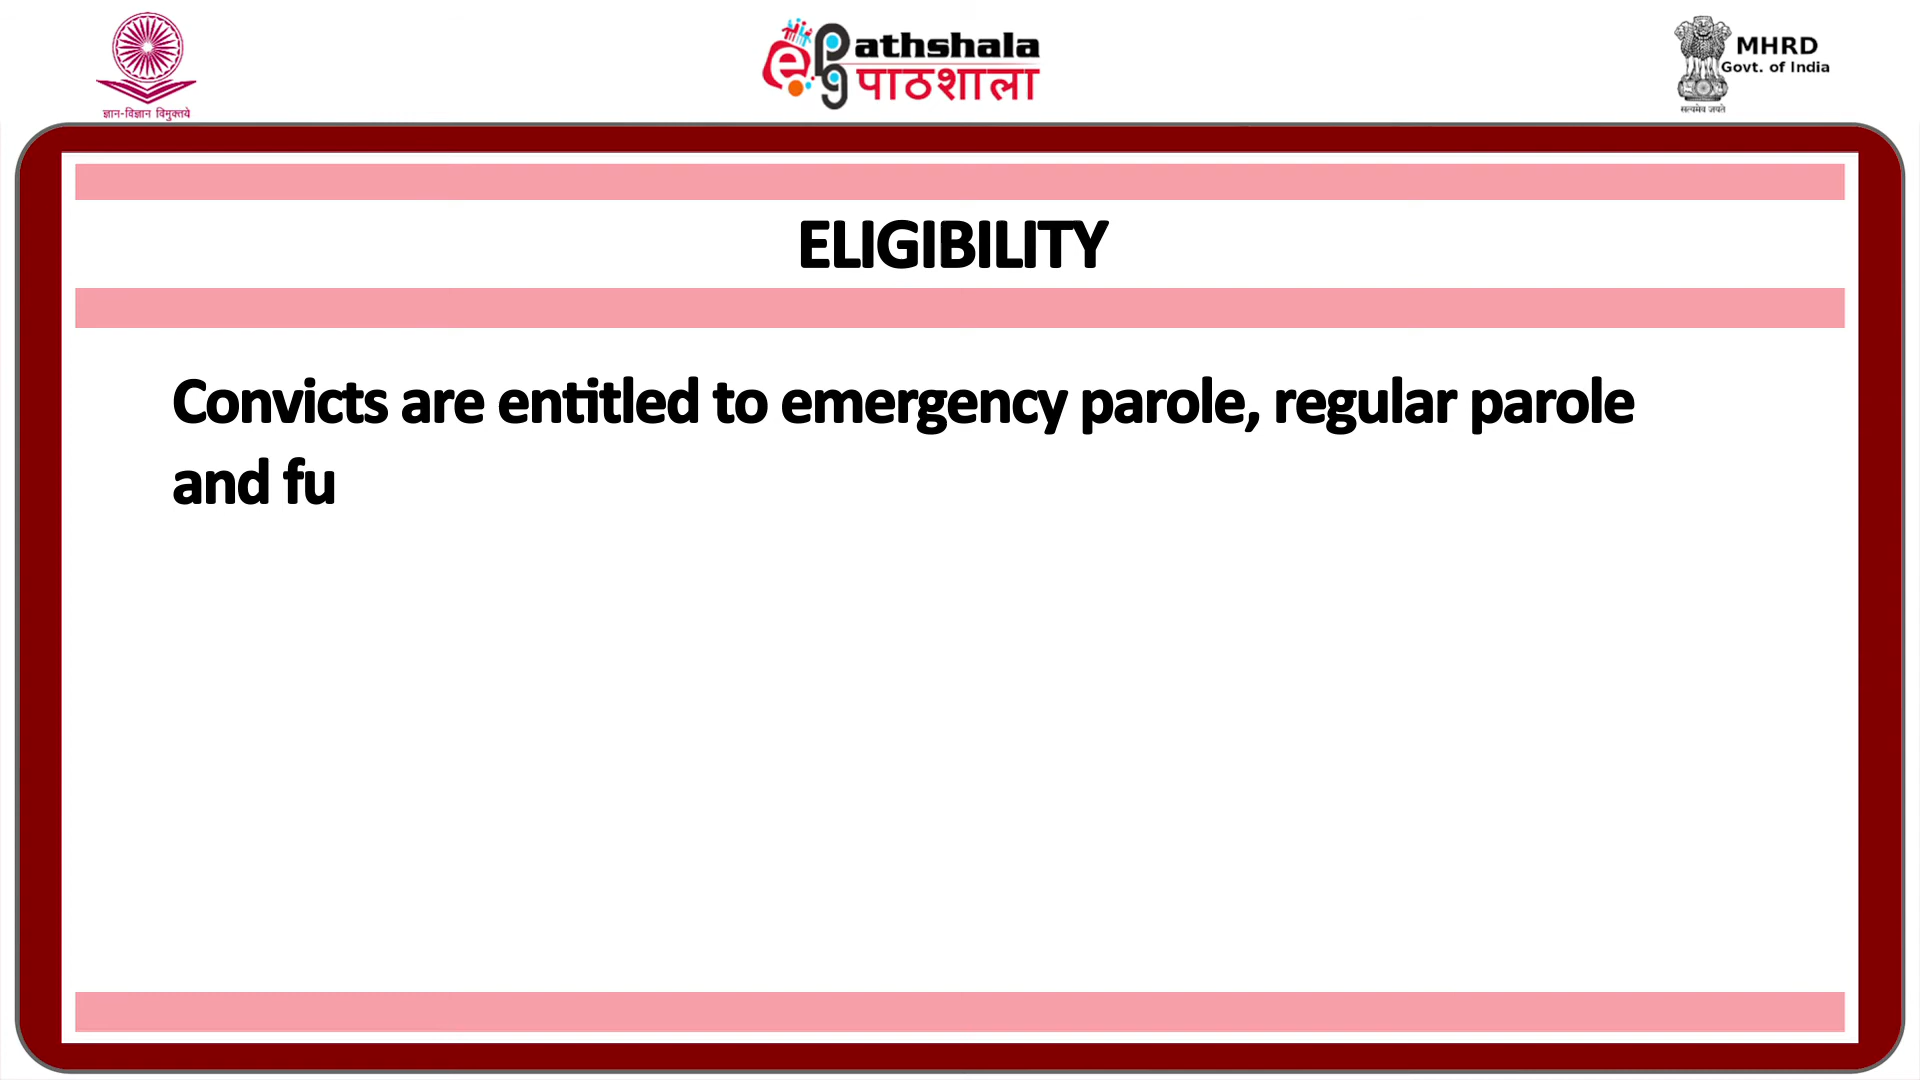 ज्ञान-विज्ञान विमुक्तये
ePGathshala
पाठशाला
MHRD
Govt. of India
सत्यमेव जयते
ELIGIBILITY
Convicts are entitled to emergency parole, regular parole
and fu